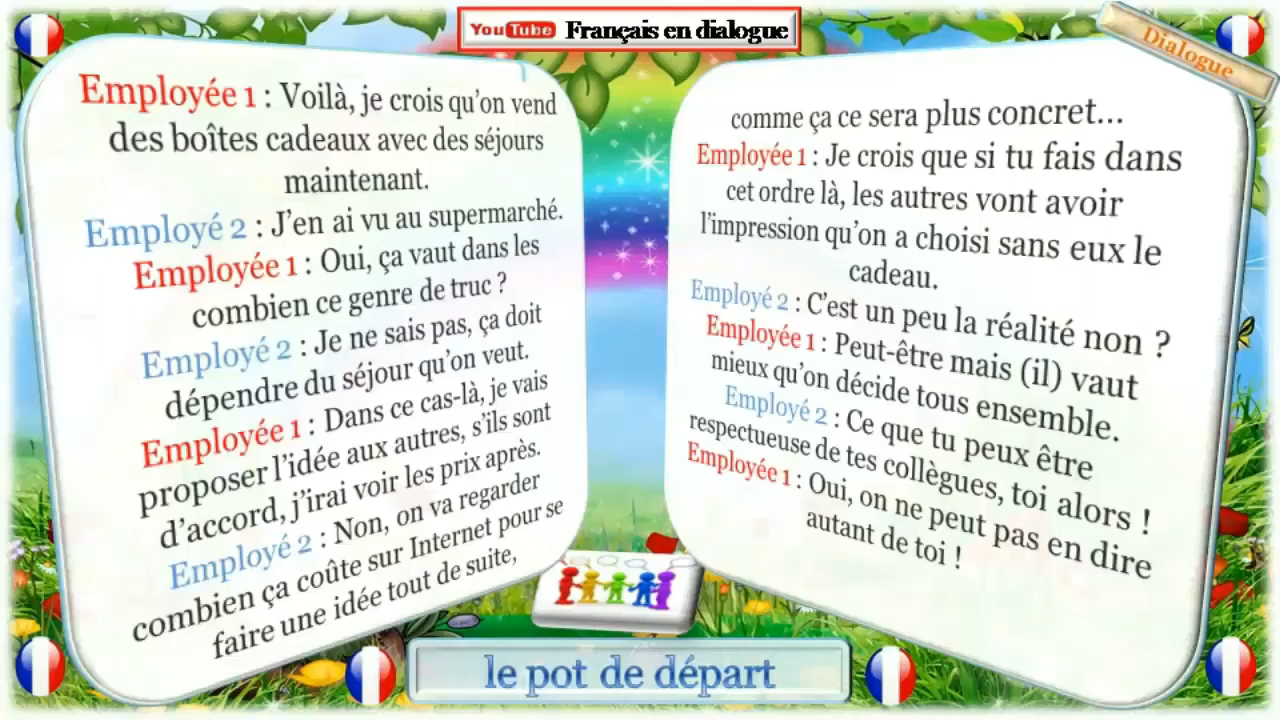 YouTube Français en dialogue
Dialogue
Employée 1 : Voilà, je crois qu'on vend
des boîtes cadeaux avec des séjours
maintenant.
Employé 2 : J'en ai vu au supermarché.
Employée 1 : Oui, ça vaut dans les
combien ce genre de truc ?
Employé 2 : Je ne sais pas, ça doit
dépendre du séjour qu'on veut.
Employée 1 : Dans ce cas-là, je vais
proposer l'idée aux autres, s'ils sont
d'accord, j'irai voir les prix après.
Employé 2 : Non, on va regarder
combien ça coûte sur Internet pour se
faire une idée tout de suite,
comme ça ce sera plus concret...
Employée 1 : Je crois que si tu fais dans
cet ordre là, les autres vont avoir
l'impression qu'on a choisi sans eux le
cadeau.
Employé 2 : C'est un peu la réalité non ?
Employée 1 : Peut-être mais (il) vaut
mieux qu'on décide tous ensemble.
Employé 2 : Ce que tu peux être
respectueuse de tes collègues, toi alors !
Employée 1 : Oui, on ne peut pas en dire
autant de toi !
le pot de départ